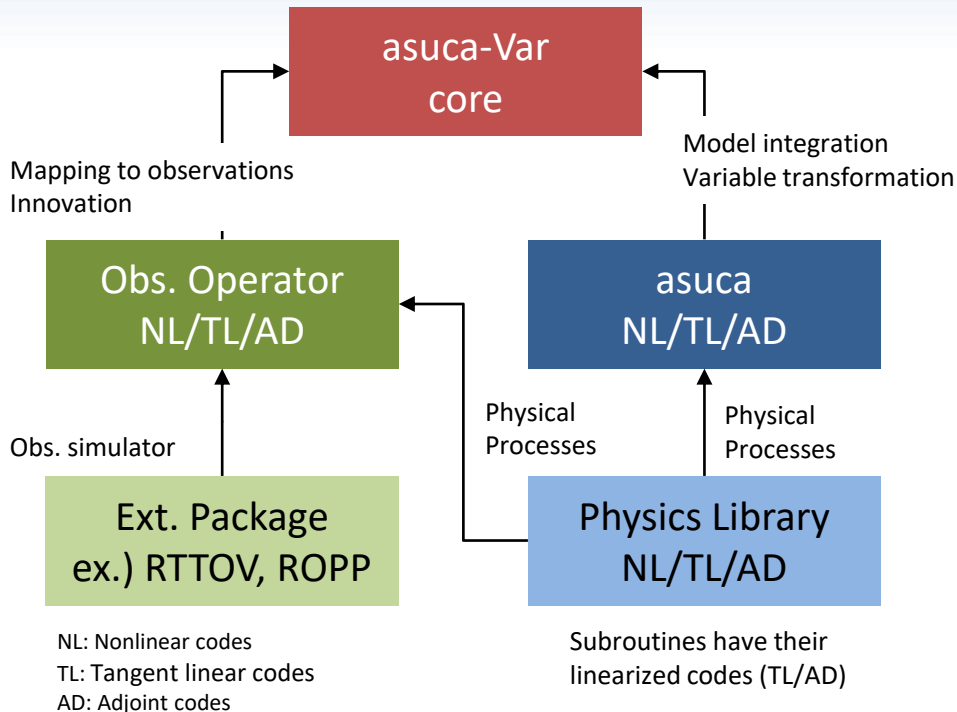 asuca-Var
core
Mapping to observations
Innovation
Model integration
Variable transformation
Obs. Operator
NL/TL/AD
asuca
NL/TL/AD
Obs. simulator
Physical
Processes
Physical
Processes
Ext. Package
ex.) RTTOV, ROPP
Physics Library
NL/TL/AD
NL: Nonlinear codes
TL: Tangent linear codes
AD: Adjoint codes
Subroutines have their
linearized codes (TL/AD)